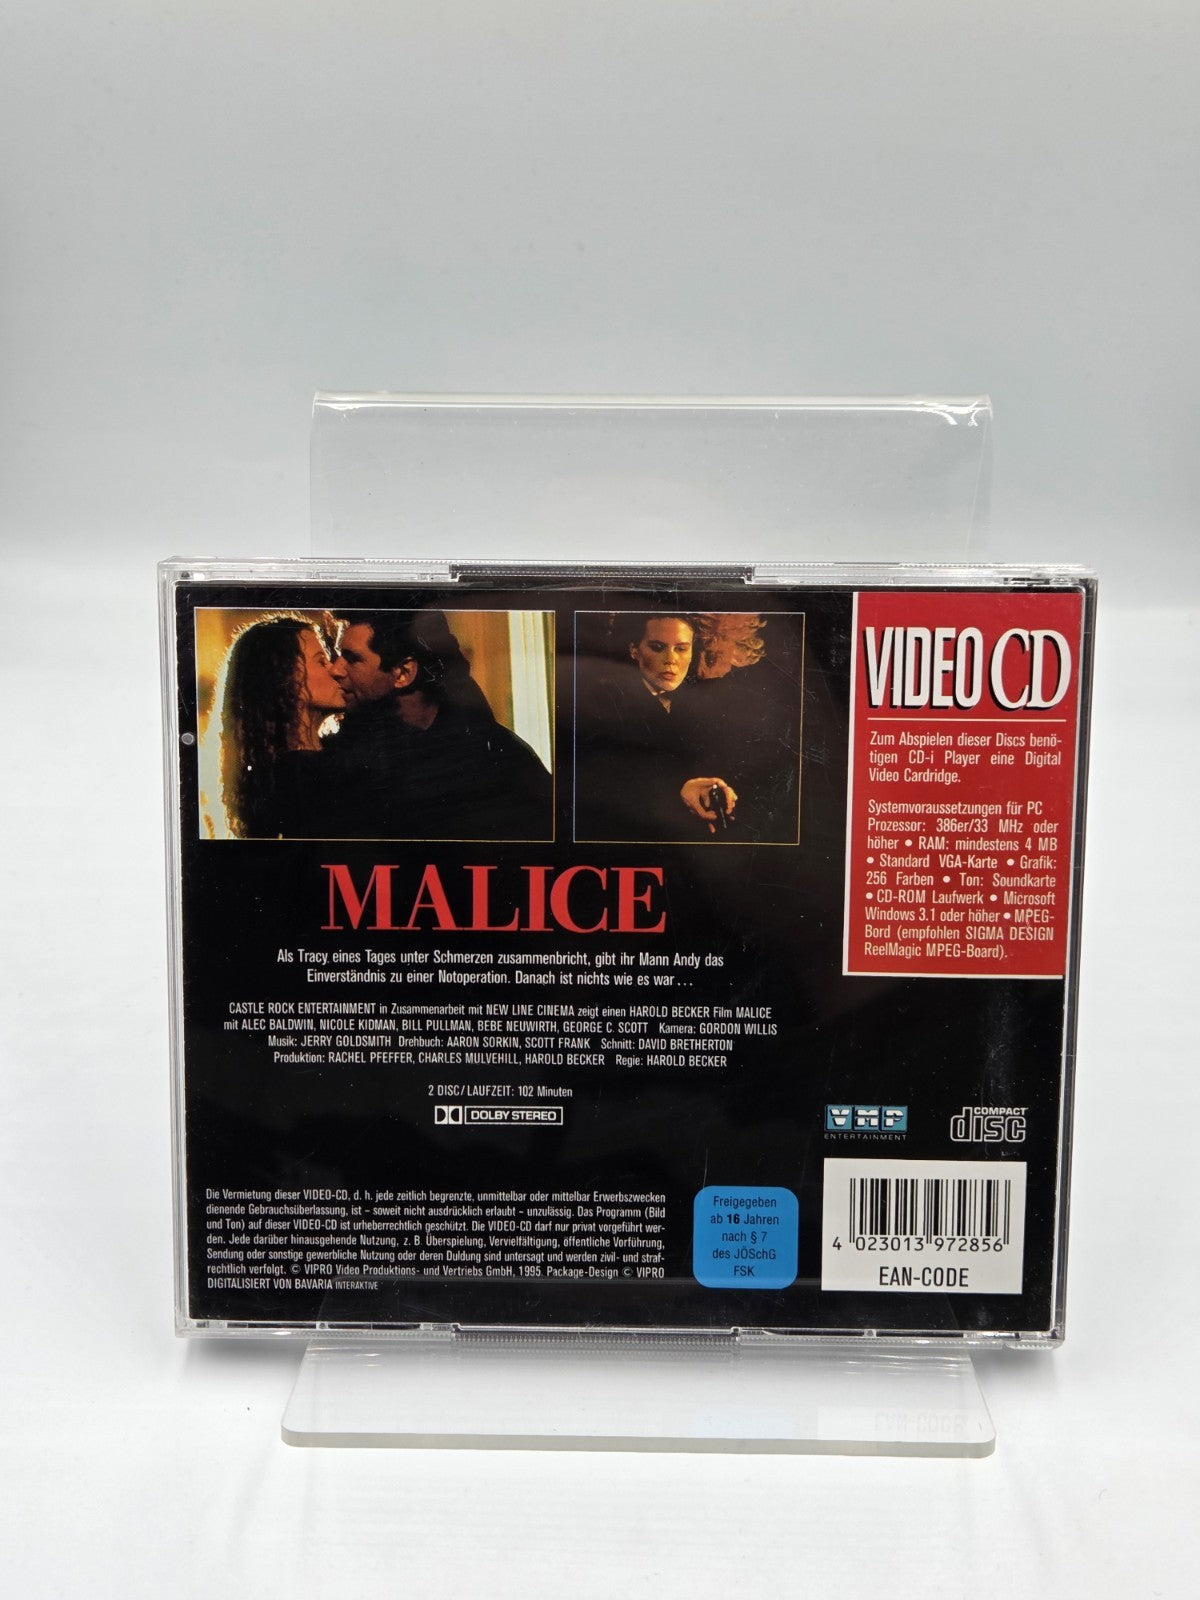 VIDEO CD
Zum Abspielen dieser Discs benö-
tigen CD-i Player eine Digital
Video Cardridge.
Systemvoraussetzungen für PC
Prozessor: 386er/33 MHz oder
höher • RAM: mindestens 4 MB
• Standard VGA-Karte • Grafik:
256 Farben • Ton: Soundkarte
• CD-ROM Laufwerk • Microsoft
Windows 3.1 oder höher • MPEG-
Bord (empfohlen SIGMA DESIGN
ReelMagic MPEG-Board).
MALICE
Als Tracy eines Tages unter Schmerzen zusammenbricht, gibt ihr Mann Andy das
Einverständnis zu einer Notoperation. Danach ist nichts wie es war...
CASTLE ROCK ENTERTAINMENT in Zusammenarbeit mit NEW LINE CINEMA zeigt einen HAROLD BECKER Film MALICE
mit ALEC BALDWIN, NICOLE KIDMAN, BILL PULLMAN, BEBE NEUWIRTH, GEORGE C. SCOTT Kamera: GORDON WILLIS
Musik: JERRY GOLDSMITH Drehbuch: AARON SORKIN, SCOTT FRANK Schnitt: DAVID BRETHERTON
Produktion: RACHEL PFEFFER, CHARLES MULVEHILL, HAROLD BECKER Regie: HAROLD BECKER
2 DISC/LAUFZEIT: 102 Minuten
DOLBY STEREO
VMP
ENTERTAINMENT
COMPACT
disc
Die Vermietung dieser VIDEO-CD, d. h. jede zeitlich begrenzte, unmittelbar oder mittelbar Erwerbszwecken
dienende Gebrauchsüberlassung, ist – soweit nicht ausdrücklich erlaubt – unzulässig. Das Programm (Bild
und Ton) auf dieser VIDEO-CD ist urheberrechtlich geschützt. Die VIDEO-CD darf nur privat vorgeführt wer-
den. Jede darüber hinausgehende Nutzung, z. B. Überspielung, Vervielfältigung, öffentliche Vorführung,
Sendung oder sonstige gewerbliche Nutzung oder deren Duldung sind untersagt und werden zivil- und straf-
rechtlich verfolgt. © VIPRO Video Produktions- und Vertriebs GmbH, 1995. Package-Design © VIPRO
DIGITALISIERT VON BAVARIA INTERAKTIVE
Freigegeben
ab 16 Jahren
nach § 7
des JÖSchG
FSK
4 023013 972856
EAN-CODE